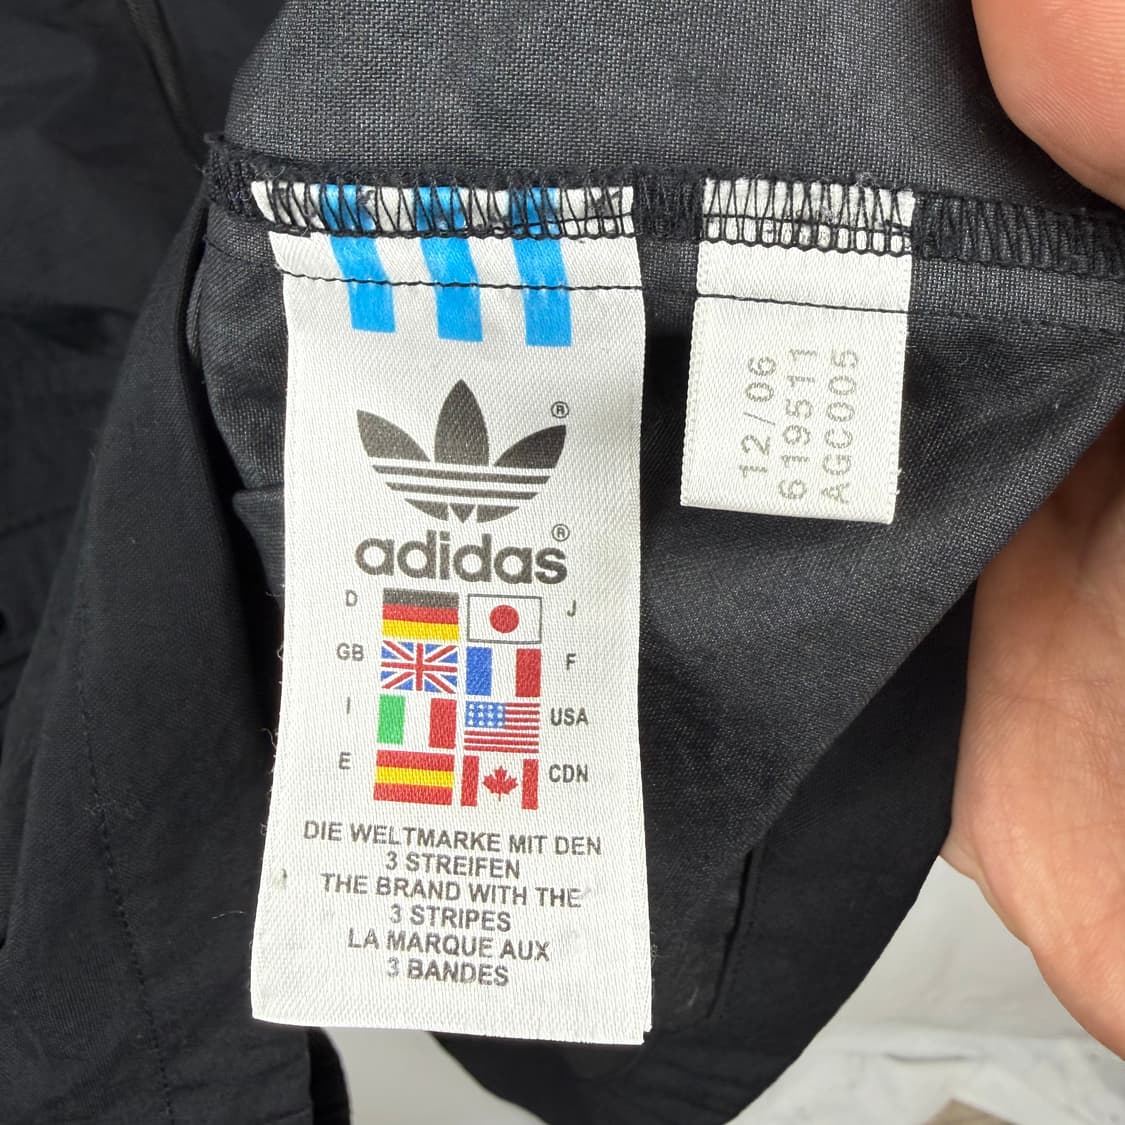 ®
®
adidas
D
J
GB
F
I
USA
E
CDN
DIE WELTMARKE MIT DEN
3 STREIFEN
THE BRAND WITH THE
3 STRIPES
LA MARQUE AUX
3 BANDES
12/06
619511
AGC005